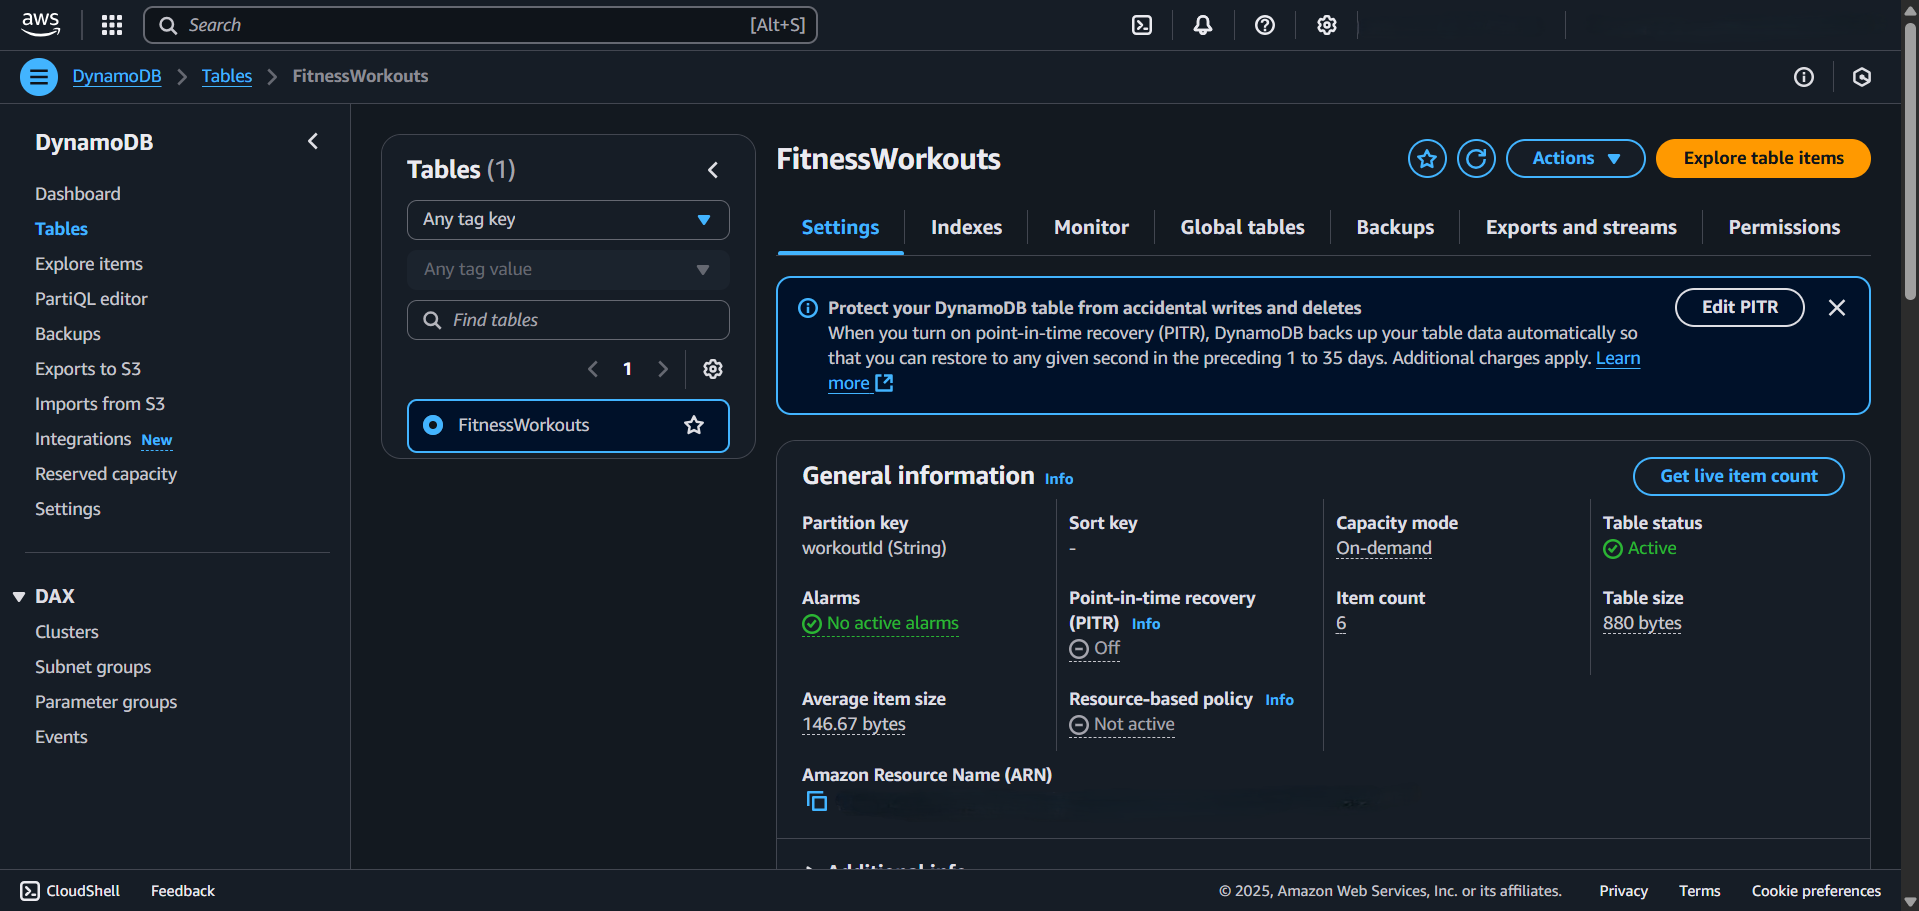 aws
Search [Alt+S]
DynamoDB > Tables > FitnessWorkouts
DynamoDB
Dashboard
Tables
Explore items
PartiQL editor
Backups
Exports to S3
Imports from S3
Integrations New
Reserved capacity
Settings
DAX
Clusters
Subnet groups
Parameter groups
Events
Tables (1)
Any tag key
Any tag value
Find tables
1
FitnessWorkouts
FitnessWorkouts
Actions
Explore table items
Settings
Indexes
Monitor
Global tables
Backups
Exports and streams
Permissions
Protect your DynamoDB table from accidental writes and deletes
When you turn on point-in-time recovery (PITR), DynamoDB backs up your table data automatically so
that you can restore to any given second in the preceding 1 to 35 days. Additional charges apply. Learn
more
Edit PITR
General information Info
Get live item count
Partition key
workoutId (String)
Sort key
-
Capacity mode
On-demand
Table status
Active
Alarms
No active alarms
Point-in-time recovery
(PITR) Info
Off
Item count
6
Table size
880 bytes
Average item size
146.67 bytes
Resource-based policy Info
Not active
Amazon Resource Name (ARN)
Additional info
CloudShell
Feedback
© 2025, Amazon Web Services, Inc. or its affiliates.
Privacy
Terms
Cookie preferences